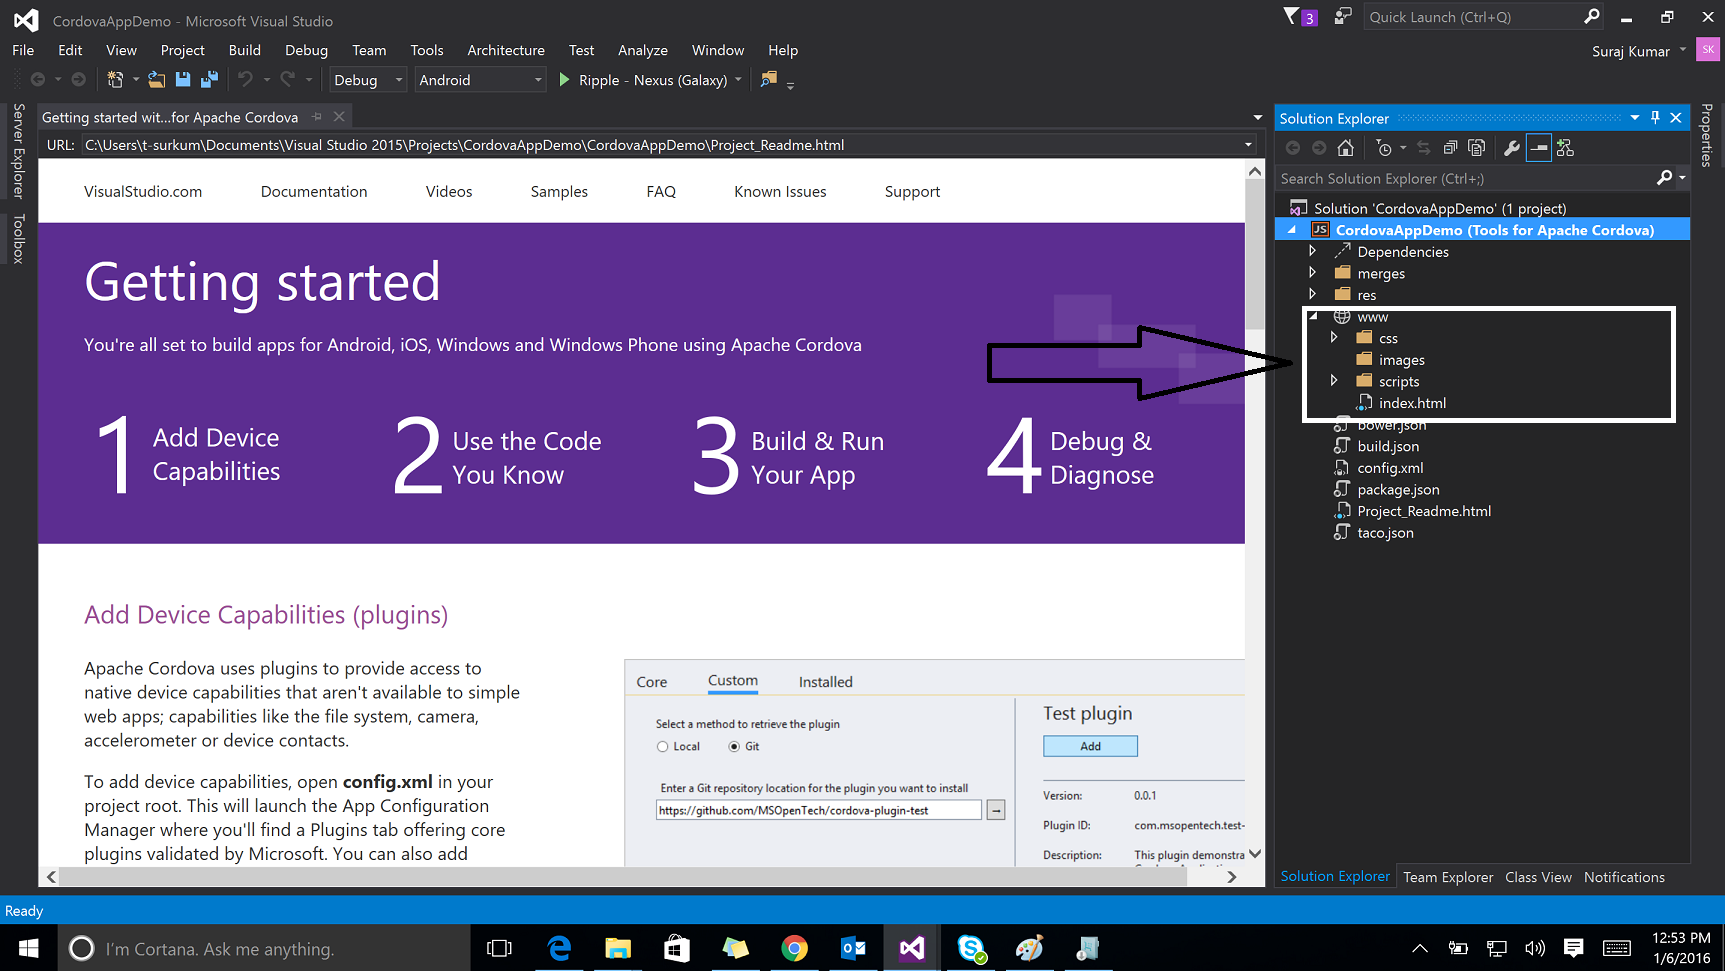 CordovaAppDemo - Microsoft Visual Studio
3
Quick Launch (Ctrl+Q)
File Edit View Project Build Debug Team Tools Architecture Test Analyze Window Help
Suraj Kumar
SK
Debug Android Ripple - Nexus (Galaxy)
Server Explorer
Toolbox
Getting started wit...for Apache Cordova
URL: C:\Users\t-surkum\Documents\Visual Studio 2015\Projects\CordovaAppDemo\CordovaAppDemo\Project_Readme.html
VisualStudio.com Documentation Videos Samples FAQ Known Issues Support
Getting started
You're all set to build apps for Android, iOS, Windows and Windows Phone using Apache Cordova
1 Add Device
Capabilities
2 Use the Code
You Know
3 Build & Run
Your App
4 Debug &
Diagnose
Add Device Capabilities (plugins)
Apache Cordova uses plugins to provide access to
native device capabilities that aren't available to simple
web apps; capabilities like the file system, camera,
accelerometer or device contacts.
To add device capabilities, open config.xml in your
project root. This will launch the App Configuration
Manager where you'll find a Plugins tab offering core
plugins validated by Microsoft. You can also add
Core Custom Installed
Select a method to retrieve the plugin
Local Git
Enter a Git repository location for the plugin you want to install
https://github.com/MSOpenTech/cordova-plugin-test
Test plugin
Add
Version: 0.0.1
Plugin ID: com.msopentech.test-
Description: This plugin demonstra
Solution Explorer
Search Solution Explorer (Ctrl+;)
Solution 'CordovaAppDemo' (1 project)
JS CordovaAppDemo (Tools for Apache Cordova)
Dependencies
merges
res
www
css
images
scripts
index.html
bower.json
build.json
config.xml
package.json
Project_Readme.html
taco.json
Solution Explorer Team Explorer Class View Notifications
Properties
Ready
I'm Cortana. Ask me anything.
12:53 PM
1/6/2016